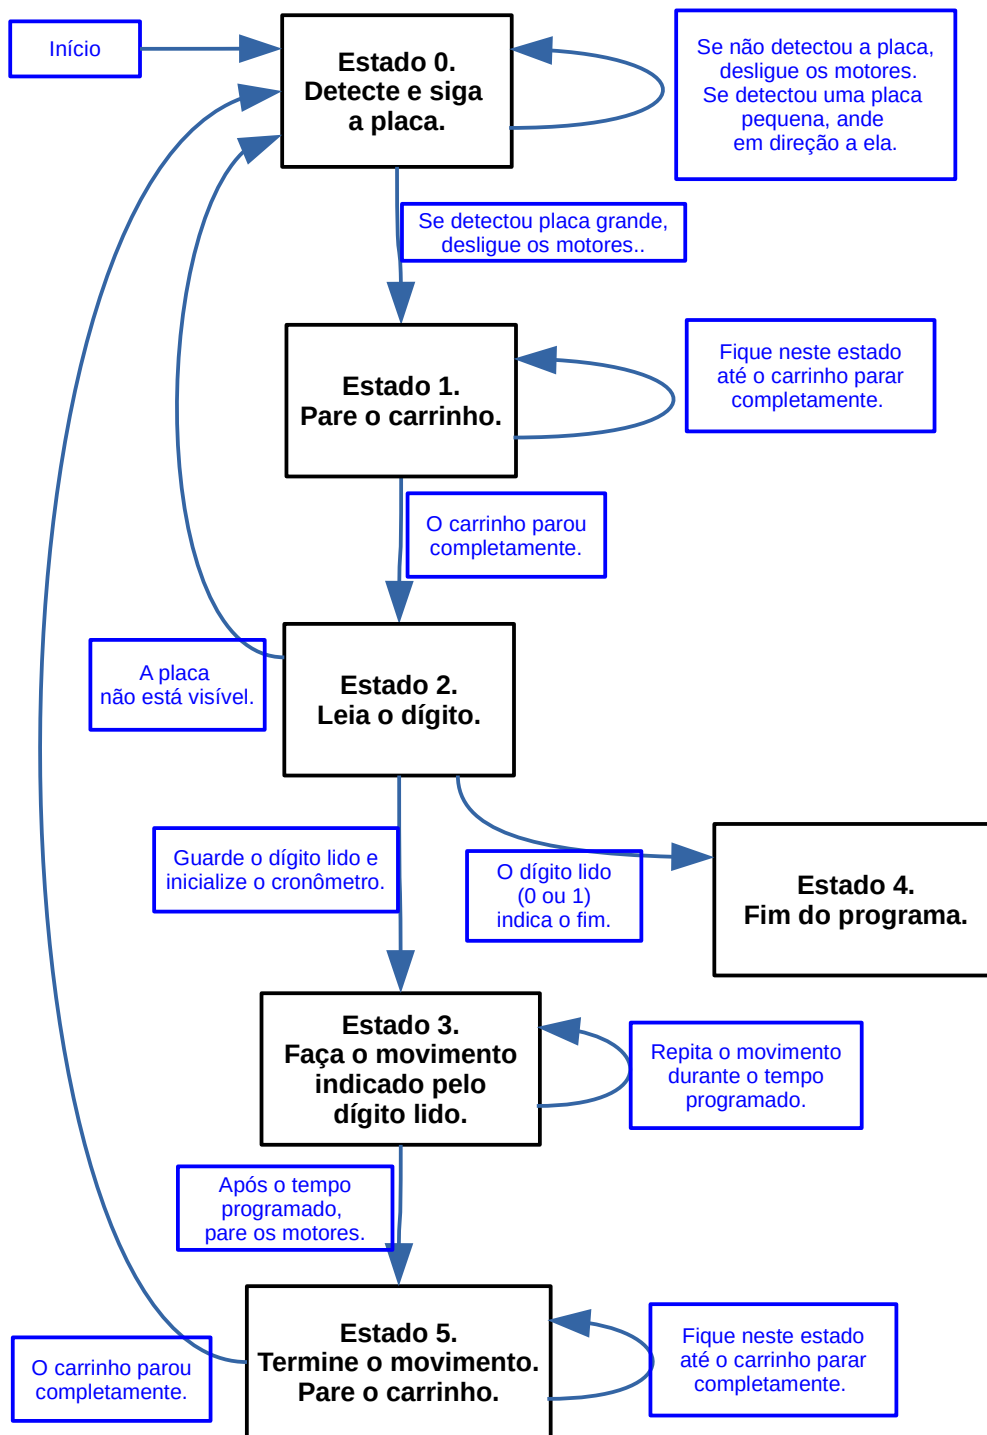 Início
Estado 0.
Detecte e siga
a placa.
Se não detectou a placa,
desligue os motores.
Se detectou uma placa
pequena, ande
em direção a ela.
Se detectou placa grande,
desligue os motores..
Estado 1.
Pare o carrinho.
Fique neste estado
até o carrinho parar
completamente.
O carrinho parou
completamente.
Estado 2.
Leia o dígito.
A placa
não está visível.
Guarde o dígito lido e
inicialize o cronômetro.
O dígito lido
(0 ou 1)
indica o fim.
Estado 4.
Fim do programa.
Estado 3.
Faça o movimento
indicado pelo
dígito lido.
Repita o movimento
durante o tempo
programado.
Após o tempo
programado,
pare os motores.
Estado 5.
Termine o movimento.
Pare o carrinho.
Fique neste estado
até o carrinho parar
completamente.
O carrinho parou
completamente.